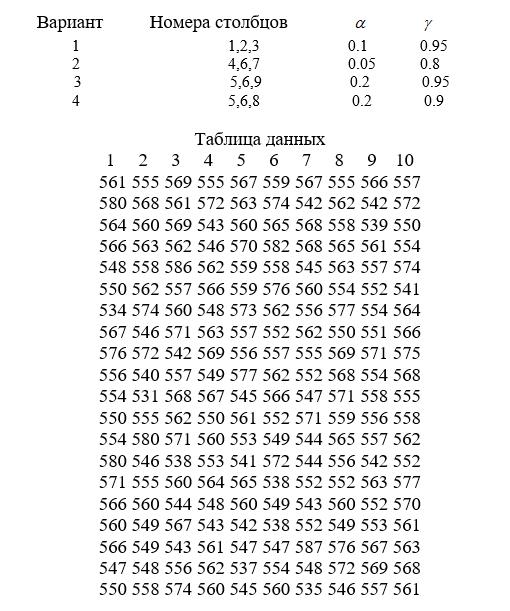 Вариант Номера столбцов α γ
1 1,2,3 0.1 0.95
2 4,6,7 0.05 0.8
3 5,6,9 0.2 0.95
4 5,6,8 0.2 0.9
Таблица данных
1 2 3 4 5 6 7 8 9 10
561 555 569 555 567 559 567 555 566 557
580 568 561 572 563 574 542 562 542 572
564 560 569 543 560 565 568 558 539 550
566 563 562 546 570 582 568 565 561 554
548 558 586 562 559 558 545 563 557 574
550 562 557 566 559 576 560 554 552 541
534 574 560 548 573 562 556 577 554 564
567 546 571 563 557 552 562 550 551 566
576 572 542 569 556 557 555 569 571 575
556 540 557 549 577 562 552 568 554 568
554 531 568 567 545 566 547 571 558 555
550 555 562 550 561 552 571 559 556 558
554 580 571 560 553 549 544 565 557 562
580 546 538 553 541 572 544 556 542 552
571 555 560 564 565 538 552 552 563 577
566 560 544 548 560 549 543 560 552 570
560 549 567 543 542 538 552 549 553 561
566 549 543 561 547 547 587 576 567 563
547 548 556 562 537 554 548 572 569 568
550 558 574 560 545 560 535 546 557 561